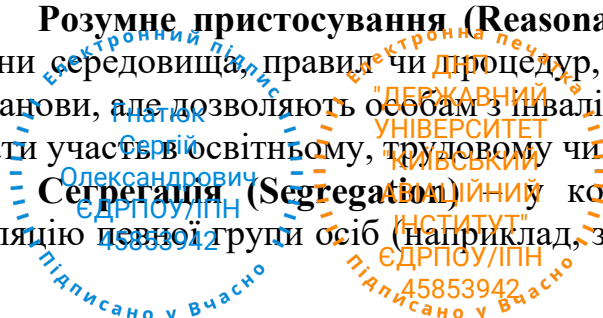 Розумне пристосування (Reasona
ни середовища, правил чи процедур,
анови, але дозволяють особам з інвалі
ти участь в освітньому, трудовому чи
Сегрегація (Segregation) – у ко
ляцію певної групи осіб (наприклад, з
Електронний підпис
Гнатюк
Сергій
Олександрович
ЄДРПОУ/ІПН
45853942
Підписано у Вчасно
Електронна печатка
ДНП
"ДЕРЖАВНИЙ
УНІВЕРСИТЕТ
"КИЇВСЬКИЙ
АВІАЦІЙНИЙ
ІНСТИТУТ"
ЄДРПОУ/ІПН
45853942
Підписано у Вчасно